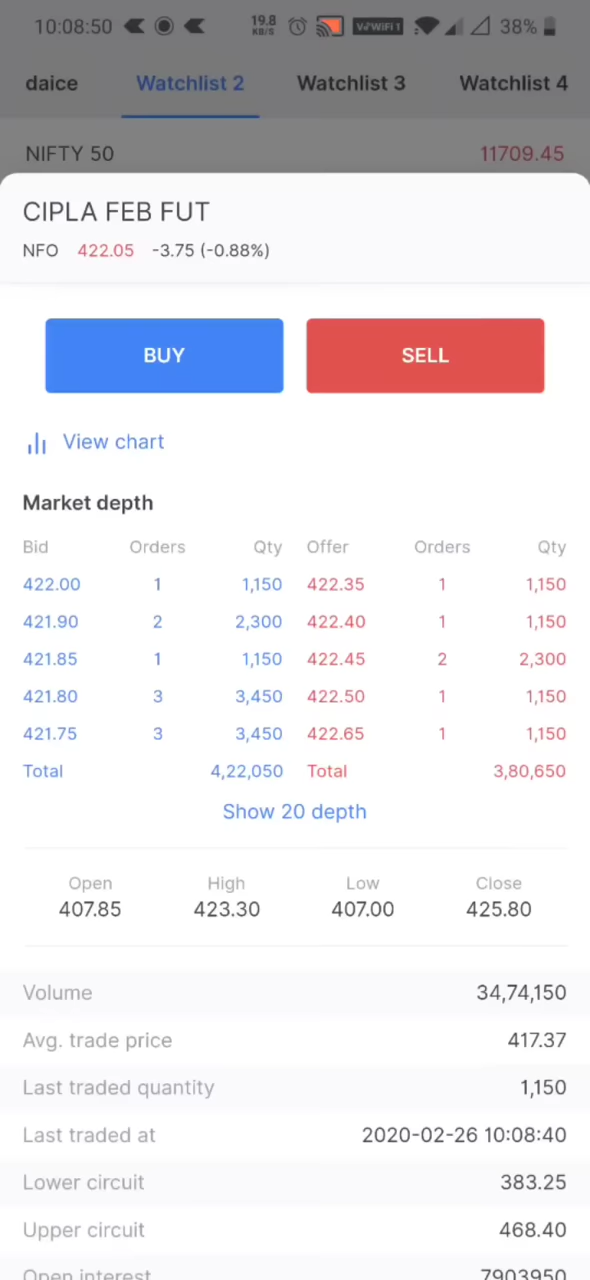 10:08:50 19.8 KB/S VoWiFi 1 38%
daice Watchlist 2 Watchlist 3 Watchlist 4
NIFTY 50 11709.45
CIPLA FEB FUT
NFO 422.05 -3.75 (-0.88%)
BUY SELL
View chart
Market depth
Bid Orders Qty Offer Orders Qty
422.00 1 1,150 422.35 1 1,150
421.90 2 2,300 422.40 1 1,150
421.85 1 1,150 422.45 2 2,300
421.80 3 3,450 422.50 1 1,150
421.75 3 3,450 422.65 1 1,150
Total 4,22,050 Total 3,80,650
Show 20 depth
Open High Low Close
407.85 423.30 407.00 425.80
Volume 34,74,150
Avg. trade price 417.37
Last traded quantity 1,150
Last traded at 2020-02-26 10:08:40
Lower circuit 383.25
Upper circuit 468.40
Open interest 7903950